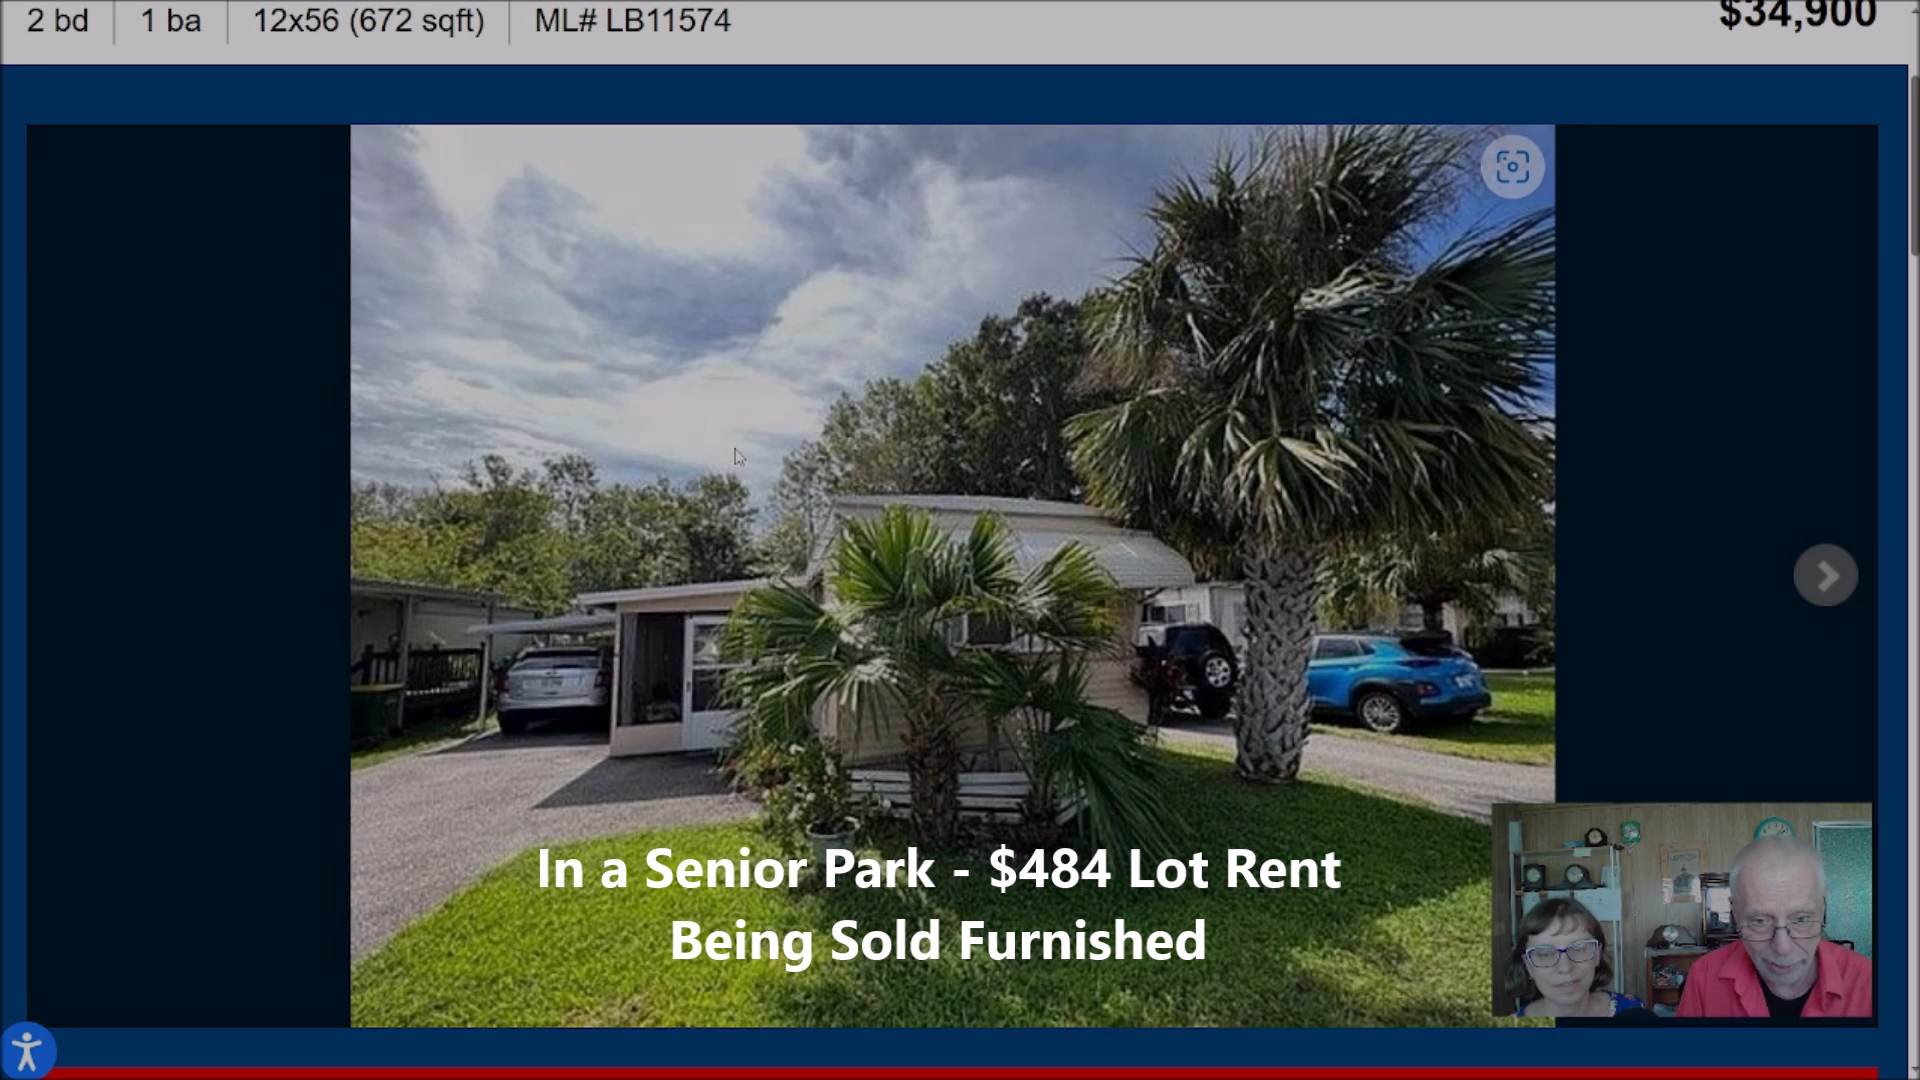 2 bd 1 ba 12x56 (672 sqft) ML# LB11574 $34,900
In a Senior Park - $484 Lot Rent
Being Sold Furnished